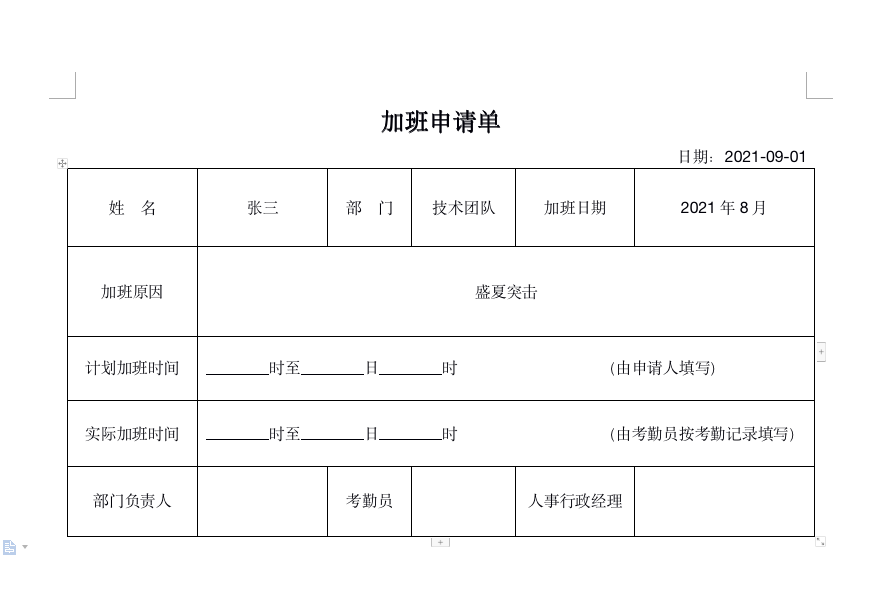 加班申请单
日期：2021-09-01
姓 名 张三 部 门 技术团队 加班日期 2021 年 8 月
加班原因 盛夏突击
计划加班时间 ________时至________日________时 (由申请人填写)
实际加班时间 ________时至________日________时 (由考勤员按考勤记录填写)
部门负责人 考勤员 人事行政经理